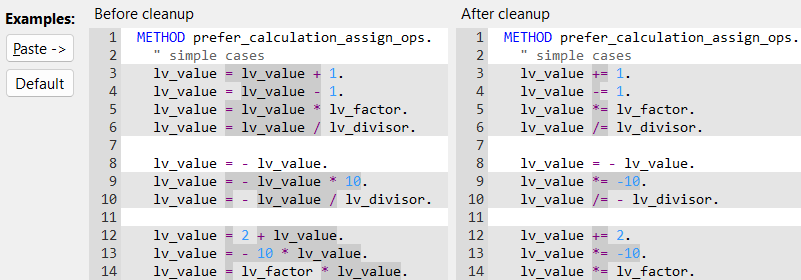 Examples:
Paste ->
Default
Before cleanup
1 METHOD prefer_calculation_assign_ops.
2 " simple cases
3 lv_value = lv_value + 1.
4 lv_value = lv_value - 1.
5 lv_value = lv_value * lv_factor.
6 lv_value = lv_value / lv_divisor.
7
8 lv_value = - lv_value.
9 lv_value = - lv_value * 10.
10 lv_value = - lv_value / lv_divisor.
11
12 lv_value = 2 + lv_value.
13 lv_value = - 10 * lv_value.
14 lv_value = lv_factor * lv_value.
After cleanup
1 METHOD prefer_calculation_assign_ops.
2 " simple cases
3 lv_value += 1.
4 lv_value -= 1.
5 lv_value *= lv_factor.
6 lv_value /= lv_divisor.
7
8 lv_value = - lv_value.
9 lv_value *= -10.
10 lv_value /= - lv_divisor.
11
12 lv_value += 2.
13 lv_value *= -10.
14 lv_value *= lv_factor.